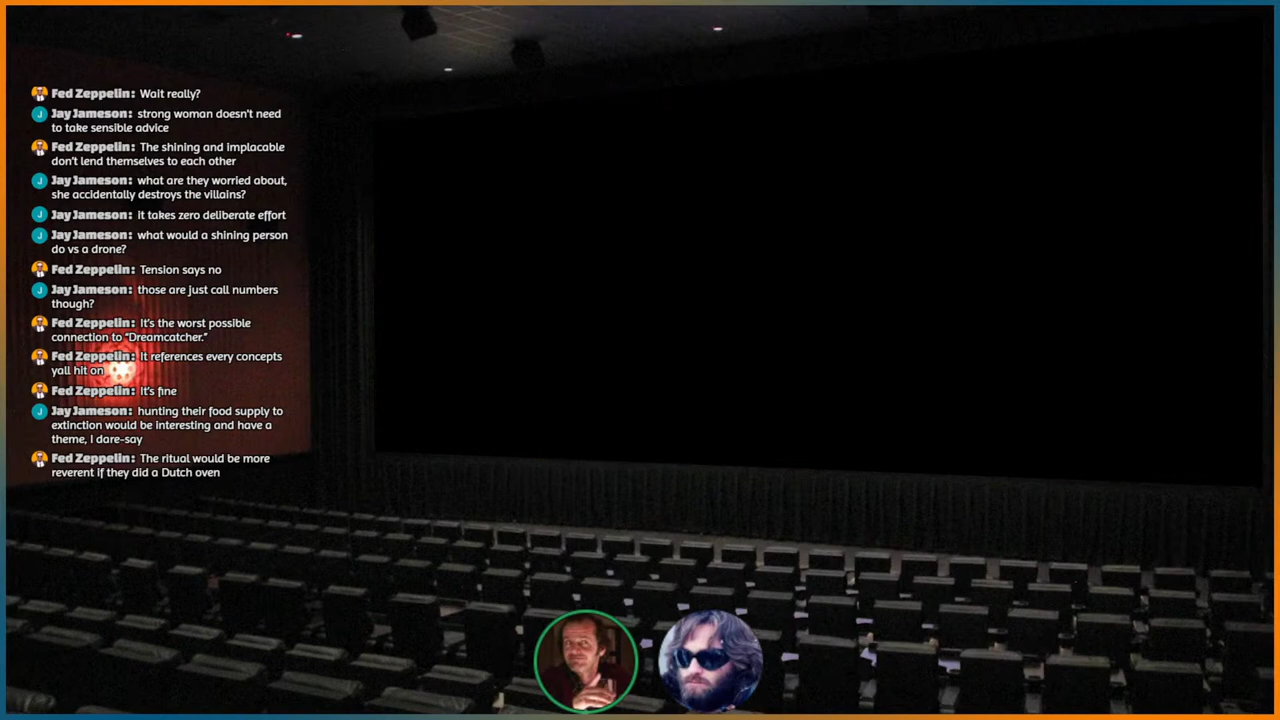 Fed Zeppelin: Wait really?
Jay Jameson: strong woman doesn't need
to take sensible advice
Fed Zeppelin: The shining and implacable
don't lend themselves to each other
Jay Jameson: what are they worried about,
she accidentally destroys the villains?
Jay Jameson: it takes zero deliberate effort
Jay Jameson: what would a shining person
do vs a drone?
Fed Zeppelin: Tension says no
Jay Jameson: those are just call numbers
though?
Fed Zeppelin: It's the worst possible
connection to "Dreamcatcher."
Fed Zeppelin: It references every concepts
yall hit on
Fed Zeppelin: It's fine
Jay Jameson: hunting their food supply to
extinction would be interesting and have a
theme, I dare-say
Fed Zeppelin: The ritual would be more
reverent if they did a Dutch oven